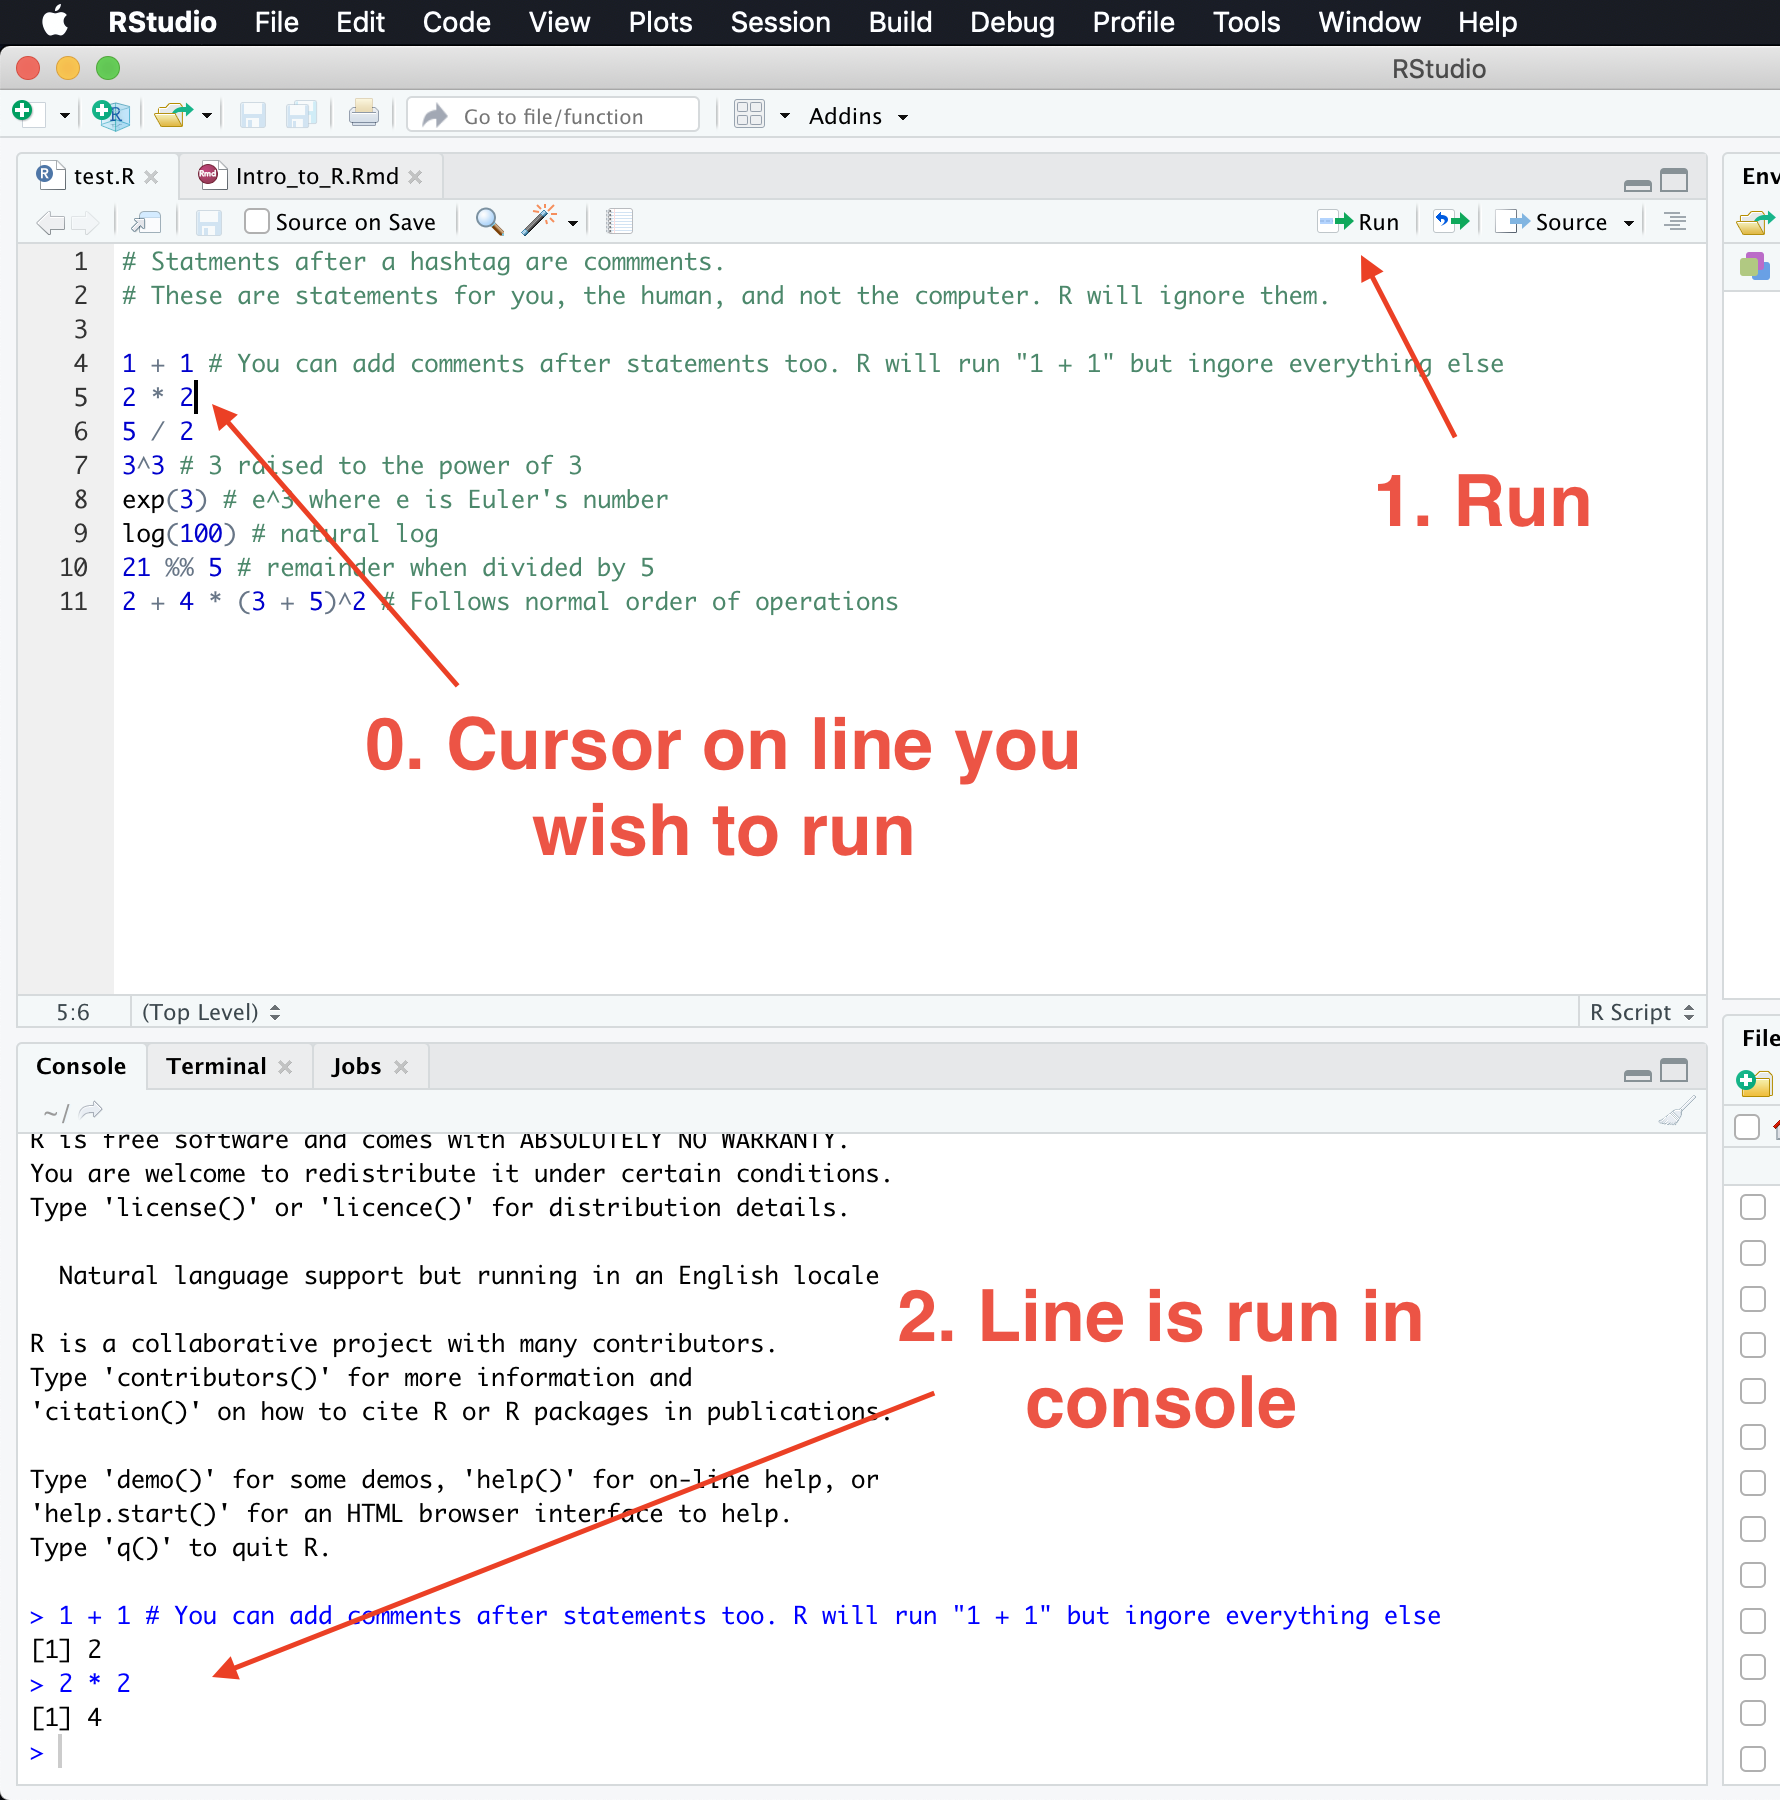 RStudio File Edit Code View Plots Session Build Debug Profile Tools Window Help
RStudio
Go to file/function Addins
test.R Intro_to_R.Rmd
Env
Source on Save Run Source
1 # Statments after a hashtag are commments.
2 # These are statements for you, the human, and not the computer. R will ignore them.
3
4 1 + 1 # You can add comments after statements too. R will run "1 + 1" but ingore everything else
5 2 * 2
6 5 / 2
7 3^3 # 3 raised to the power of 3
8 exp(3) # e^3 where e is Euler's number
9 log(100) # natural log
10 21 %% 5 # remainder when divided by 5
11 2 + 4 * (3 + 5)^2 # Follows normal order of operations
1. Run
0. Cursor on line you
wish to run
5:6 (Top Level) R Script
File
Console Terminal Jobs
~/
R is free software and comes with ABSOLUTELY NO WARRANTY.
You are welcome to redistribute it under certain conditions.
Type 'license()' or 'licence()' for distribution details.
Natural language support but running in an English locale
R is a collaborative project with many contributors.
Type 'contributors()' for more information and
'citation()' on how to cite R or R packages in publications.
Type 'demo()' for some demos, 'help()' for on-line help, or
'help.start()' for an HTML browser interface to help.
Type 'q()' to quit R.
2. Line is run in
console
> 1 + 1 # You can add comments after statements too. R will run "1 + 1" but ingore everything else
[1] 2
> 2 * 2
[1] 4
>